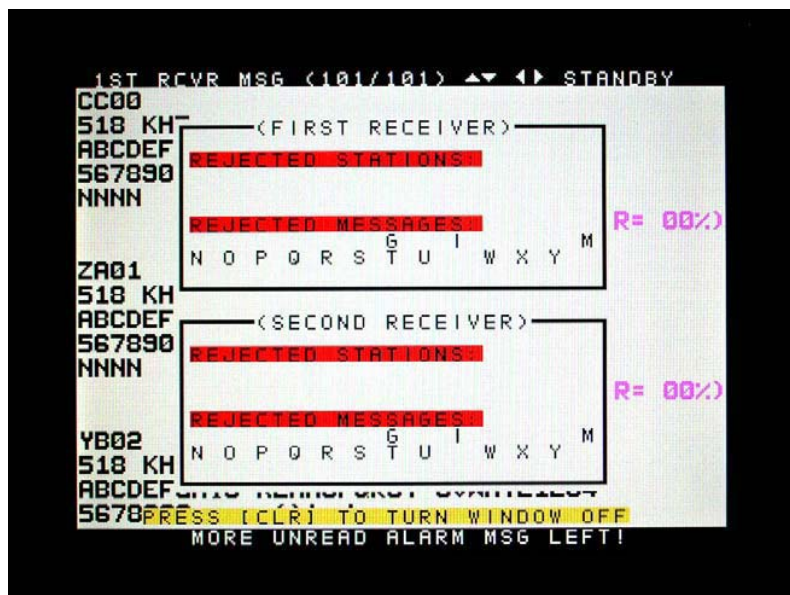 1ST RCVR MSG (101/101) ▲▼ ◀▶ STANDBY
CC00
518 KH
(FIRST RECEIVER)
ABCDEF
REJECTED STATIONS:
567890
NNNN
REJECTED MESSAGES:
R= 00%)
G I M
N O P Q R S T U W X Y
ZA01
518 KH
ABCDEF
(SECOND RECEIVER)
567890
REJECTED STATIONS:
NNNN
R= 00%)
REJECTED MESSAGES:
G I M
YB02
N O P Q R S T U W X Y
518 KH
ABCDEF
5678
PRESS [CLR] TO TURN WINDOW OFF
MORE UNREAD ALARM MSG LEFT!